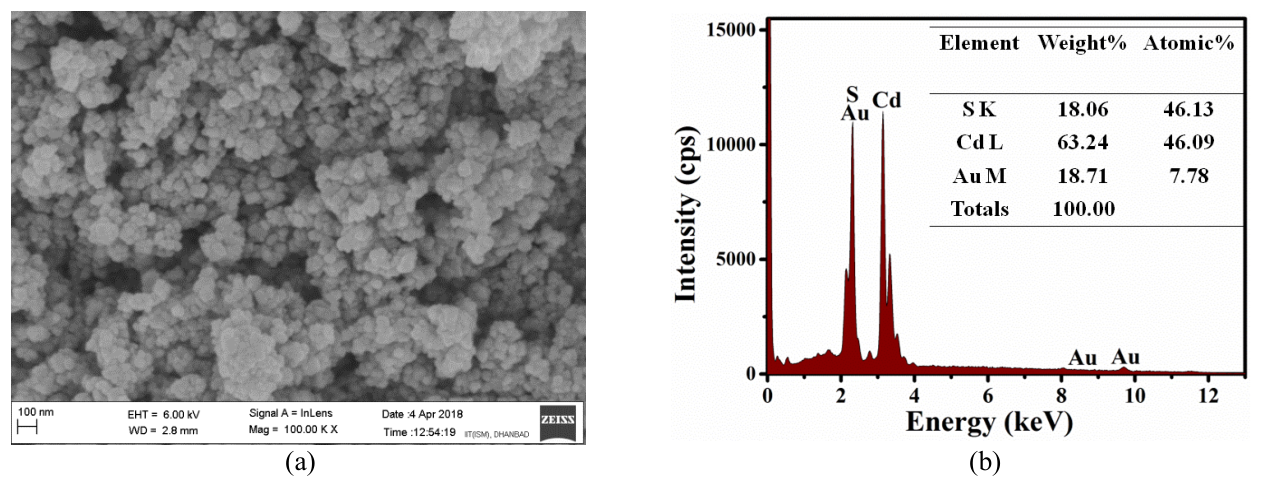 100 nm
EHT = 6.00 kV
Signal A = InLens
Date :4 Apr 2018
WD = 2.8 mm
Mag = 100.00 K X
Time :12:54:19
IIT(ISM), DHANBAD
ZEISS
(a)
15000
10000
5000
0
Intensity (cps)
S
Au
Cd
Au
Au
Element Weight% Atomic%
S K 18.06 46.13
Cd L 63.24 46.09
Au M 18.71 7.78
Totals 100.00
0 2 4 6 8 10 12
Energy (keV)
(b)